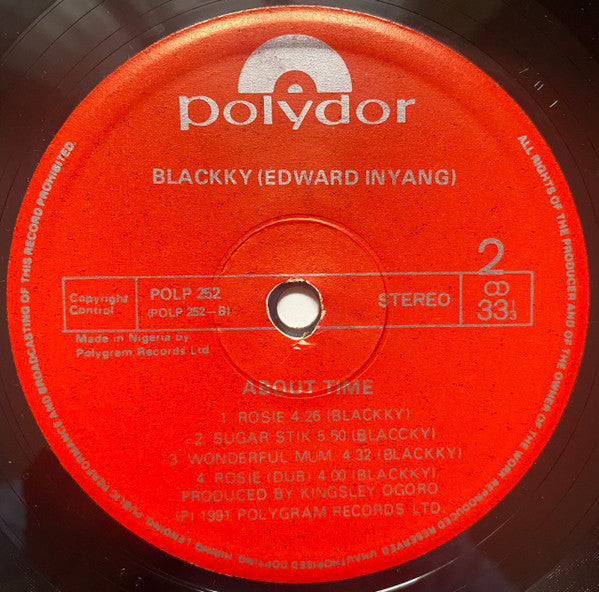 polydor
BLACKKY (EDWARD INYANG)
2
Copyright Control
POLP 252
(POLP 252-B)
STEREO
33 1/3
Made in Nigeria by
Polygram Records Ltd
ABOUT TIME
1. ROSIE 4.26 (BLACKKY)
2. SUGAR STIK 5.50 (BLACCKY)
3. WONDERFUL MUM 4.32 (BLACKKY)
4. ROSIE (DUB) 4.00 (BLACKKY)
PRODUCED BY KINGSLEY OGORO
(P) 1991 POLYGRAM RECORDS LTD.
ALL RIGHTS OF THE PRODUCER AND OF THE OWNER OF THE WORK REPRODUCED RESERVED UNAUTHORISED COPYING, HIRING, LENDING, PUBLIC PERFORMANCE AND BROADCASTING OF THIS RECORD PROHIBITED.